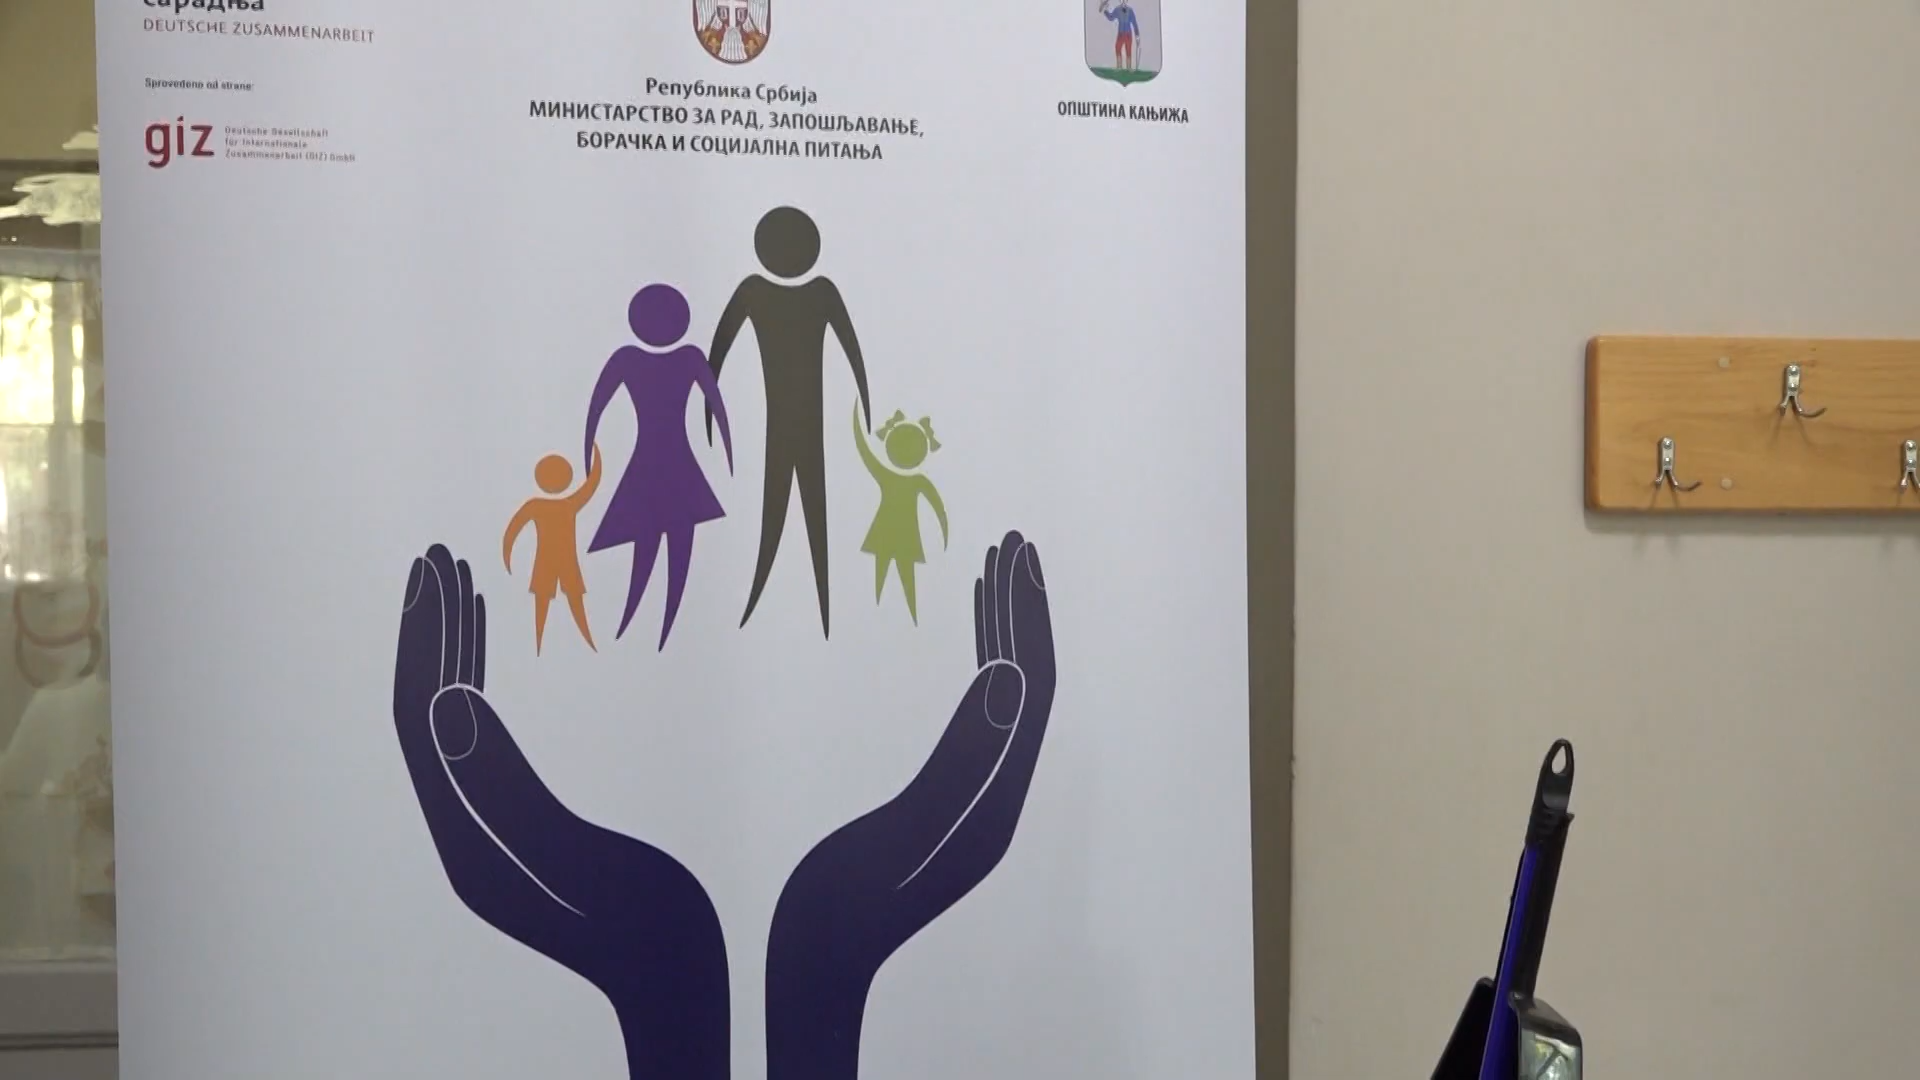 сарадња
DEUTSCHE ZUSAMMENARBEIT
Sprovedeno od strane:
giz
Deutsche Gesellschaft
für Internationale
Zusammenarbeit (GIZ) GmbH
Република Србија
МИНИСТАРСТВО ЗА РАД, ЗАПОШЉАВАЊЕ,
БОРАЧКА И СОЦИЈАЛНА ПИТАЊА
ОПШТИНА КАЊИЖА